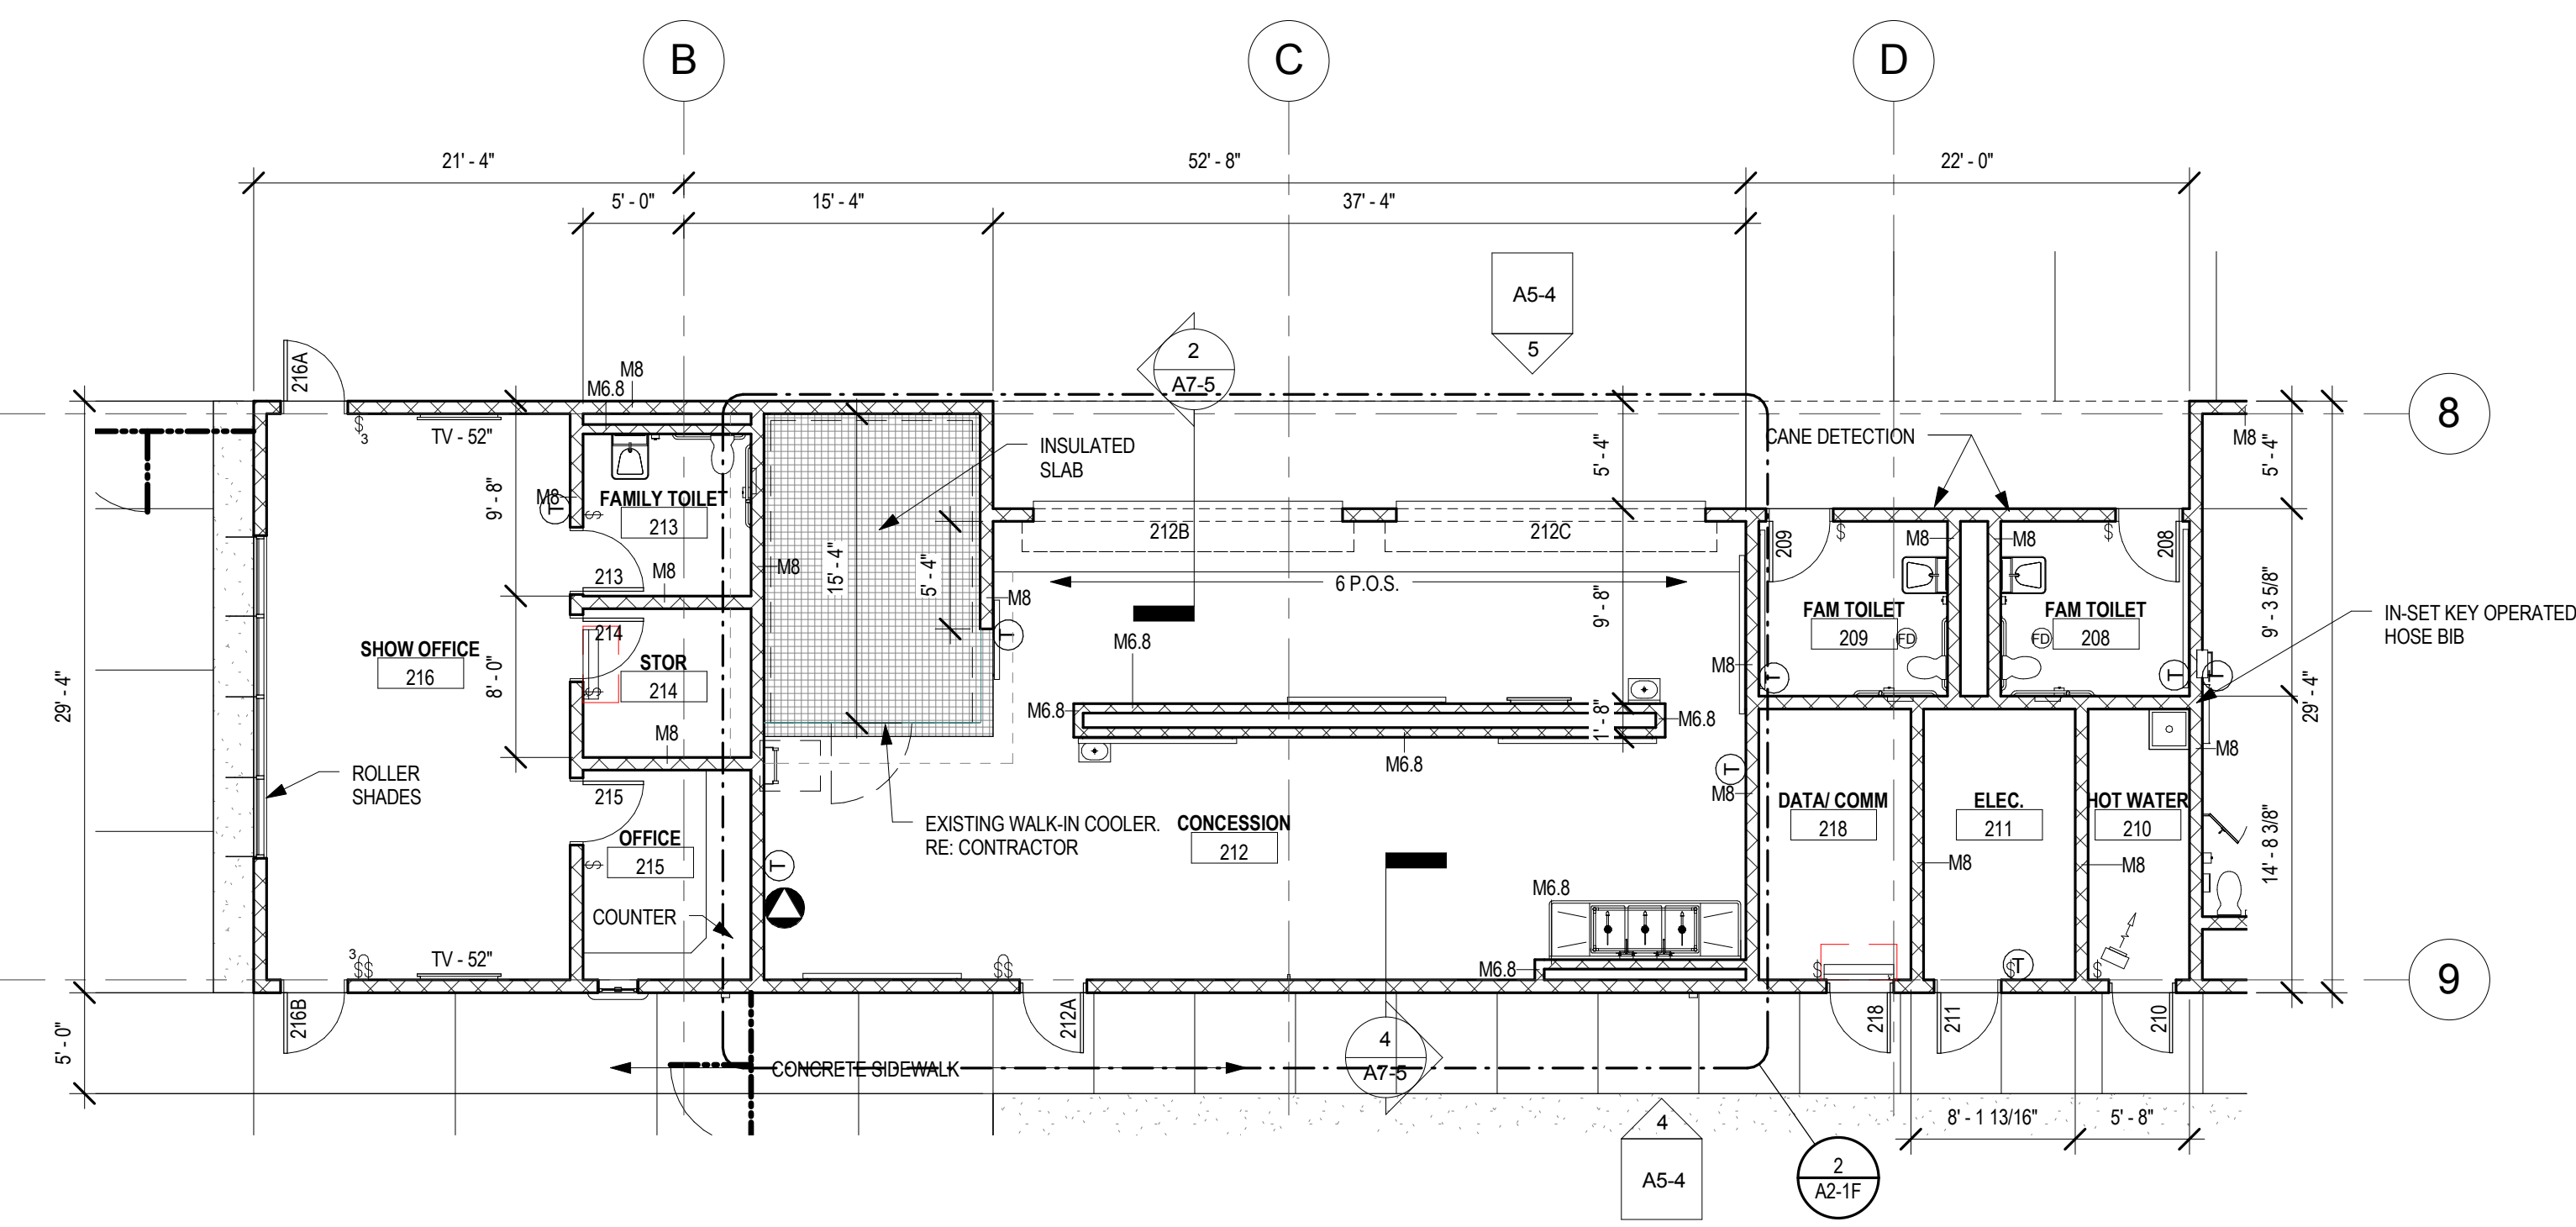 B
C
D
21' - 4"
52' - 8"
22' - 0"
5' - 0"
15' - 4"
37' - 4"
A5-4
5
2
A7-5
216A
M6.8
M8
8
$3
TV - 52"
INSULATED
SLAB
5' - 4"
CANE DETECTION
M8
5' - 4"
9' - 8"
M8
T
FAMILY TOILET
213
$
212B
212C
209
$
M8
M8
$
208
213
M8
M8
15' - 4"
5' - 4"
6 P.O.S.
M8
9' - 8"
FAM TOILET
209
FD
FAM TOILET
208
FD
9' - 3 5/8"
IN-SET KEY OPERATED
HOSE BIB
214
T
M6.8
SHOW OFFICE
216
STOR
214
$
8' - 0"
M8
T
T
T
29' - 4"
M6.8
M6.8
1' - 8"
29' - 4"
M8
M6.8
M8
ROLLER
SHADES
215
T
M8
EXISTING WALK-IN COOLER.
RE: CONTRACTOR
CONCESSION
212
DATA/ COMM
218
ELEC.
211
HOT WATER
210
OFFICE
215
$
T
M8
M8
14' - 8 3/8"
COUNTER
M6.8
TV - 52"
3
$$
$$
M6.8
$
$
T
$
9
216B
212A
218
211
210
5' - 0"
4
A7-5
CONCRETE SIDEWALK
4
A5-4
8' - 1 13/16"
5' - 8"
2
A2-1F